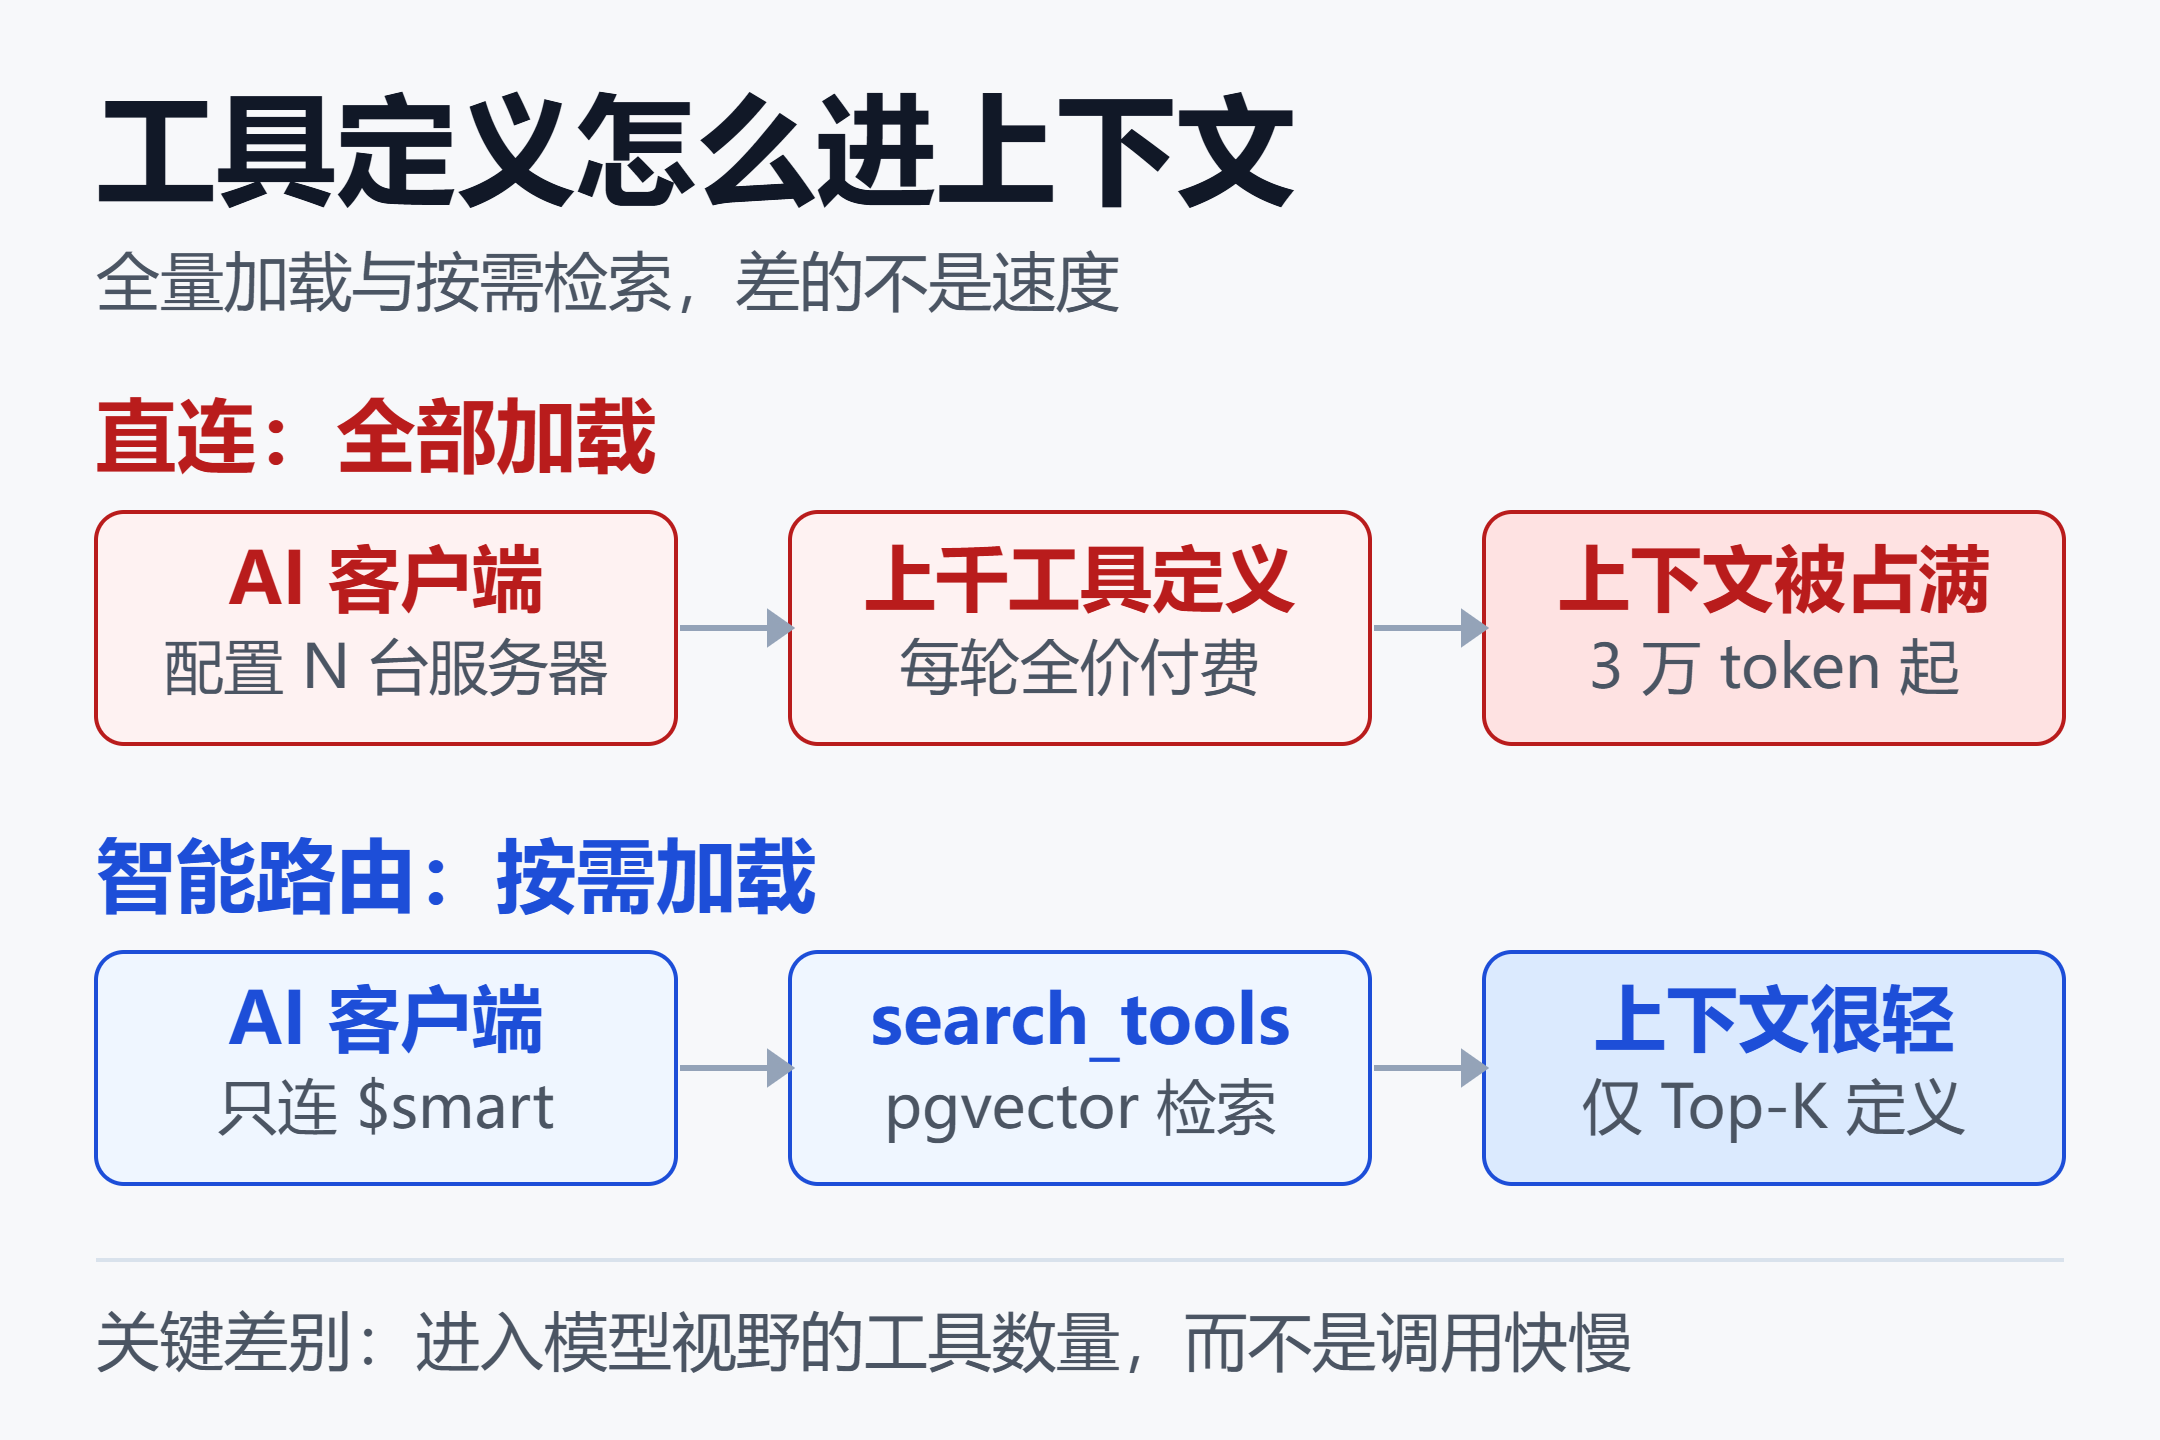 工具定义怎么进上下文
全量加载与按需检索，差的不是速度
直连：全部加载
AI 客户端
配置 N 台服务器
上千工具定义
每轮全价付费
上下文被占满
3 万 token 起
智能路由：按需加载
AI 客户端
只连 $smart
search_tools
pgvector 检索
上下文很轻
仅 Top-K 定义
关键差别：进入模型视野的工具数量，而不是调用快慢